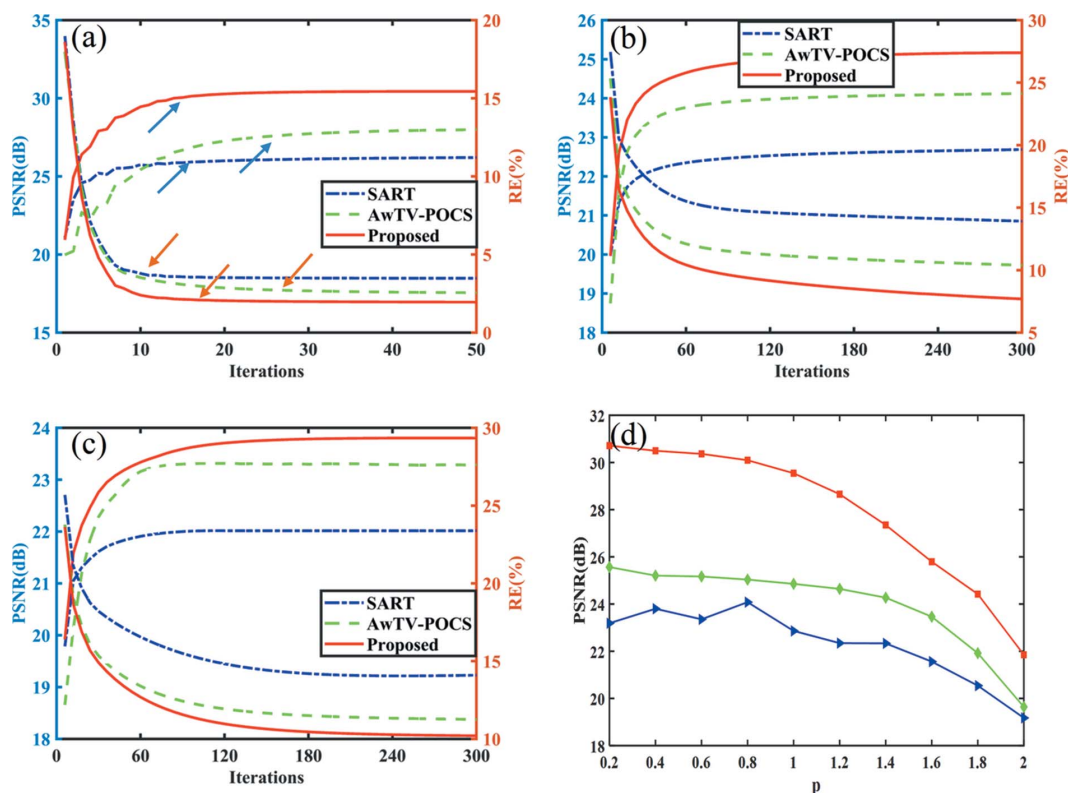 (a)
PSNR(dB)
35
30
25
20
15
RE(%)
20
15
10
5
0
SART
AwTV-POCS
Proposed
0 10 20 30 40 50
Iterations
(b)
PSNR(dB)
26
25
24
23
22
21
20
19
18
RE(%)
30
25
20
15
10
5
SART
AwTV-POCS
Proposed
0 60 120 180 240 300
Iterations
(c)
PSNR(dB)
24
23
22
21
20
19
18
RE(%)
30
25
20
15
10
SART
AwTV-POCS
Proposed
0 60 120 180 240 300
Iterations
(d)
PSNR(dB)
32
30
28
26
24
22
20
18
0.2 0.4 0.6 0.8 1 1.2 1.4 1.6 1.8 2
p